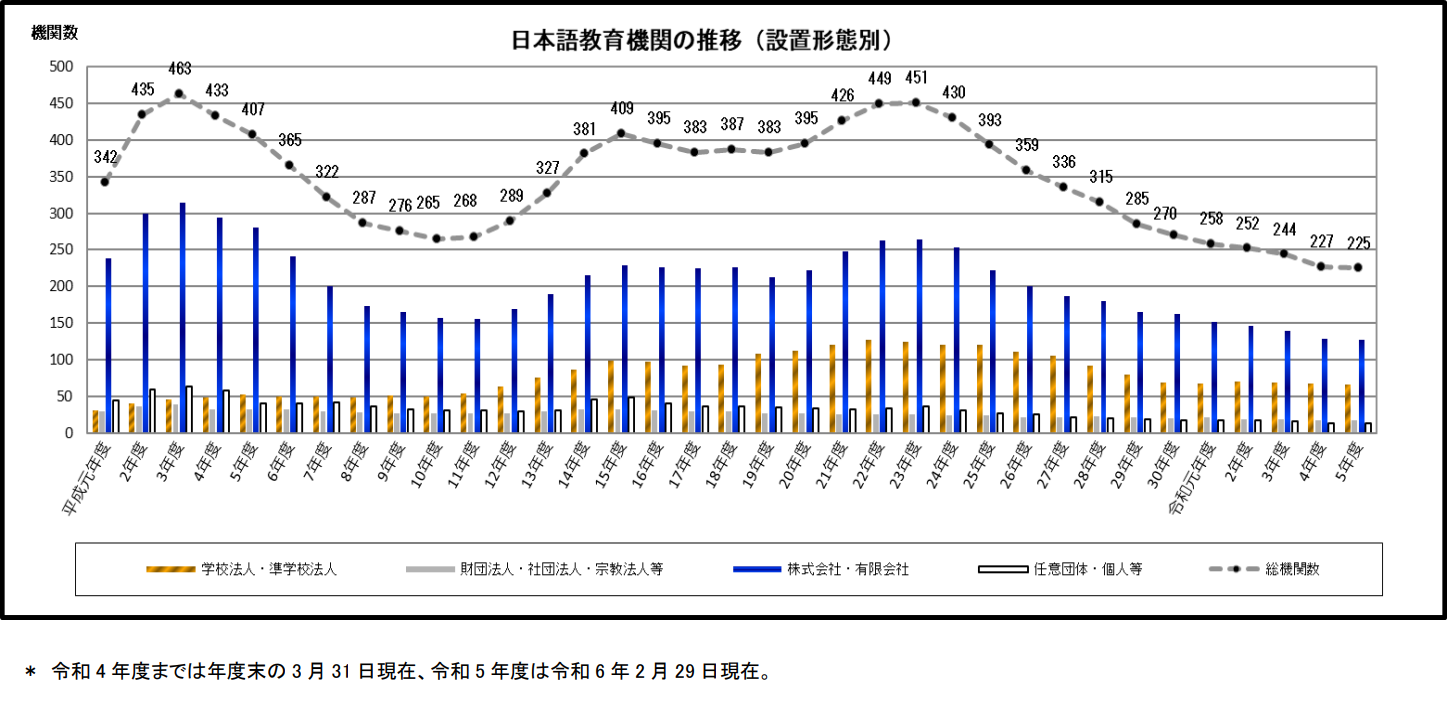 機関数
日本語教育機関の推移（設置形態別）
500
450
400
350
300
250
200
150
100
50
0
342
435
463
433
407
365
322
287
276
265
268
289
327
381
409
395
383
387
383
395
426
449
451
430
393
359
336
315
285
270
258
252
244
227
225
平成元年度
2年度
3年度
4年度
5年度
6年度
7年度
8年度
9年度
10年度
11年度
12年度
13年度
14年度
15年度
16年度
17年度
18年度
19年度
20年度
21年度
22年度
23年度
24年度
25年度
26年度
27年度
28年度
29年度
30年度
令和元年度
2年度
3年度
4年度
5年度
学校法人・準学校法人 財団法人・社団法人・宗教法人等 株式会社・有限会社 任意団体・個人等 総機関数
* 令和4年度までは年度末の3月31日現在、令和5年度は令和6年2月29日現在。